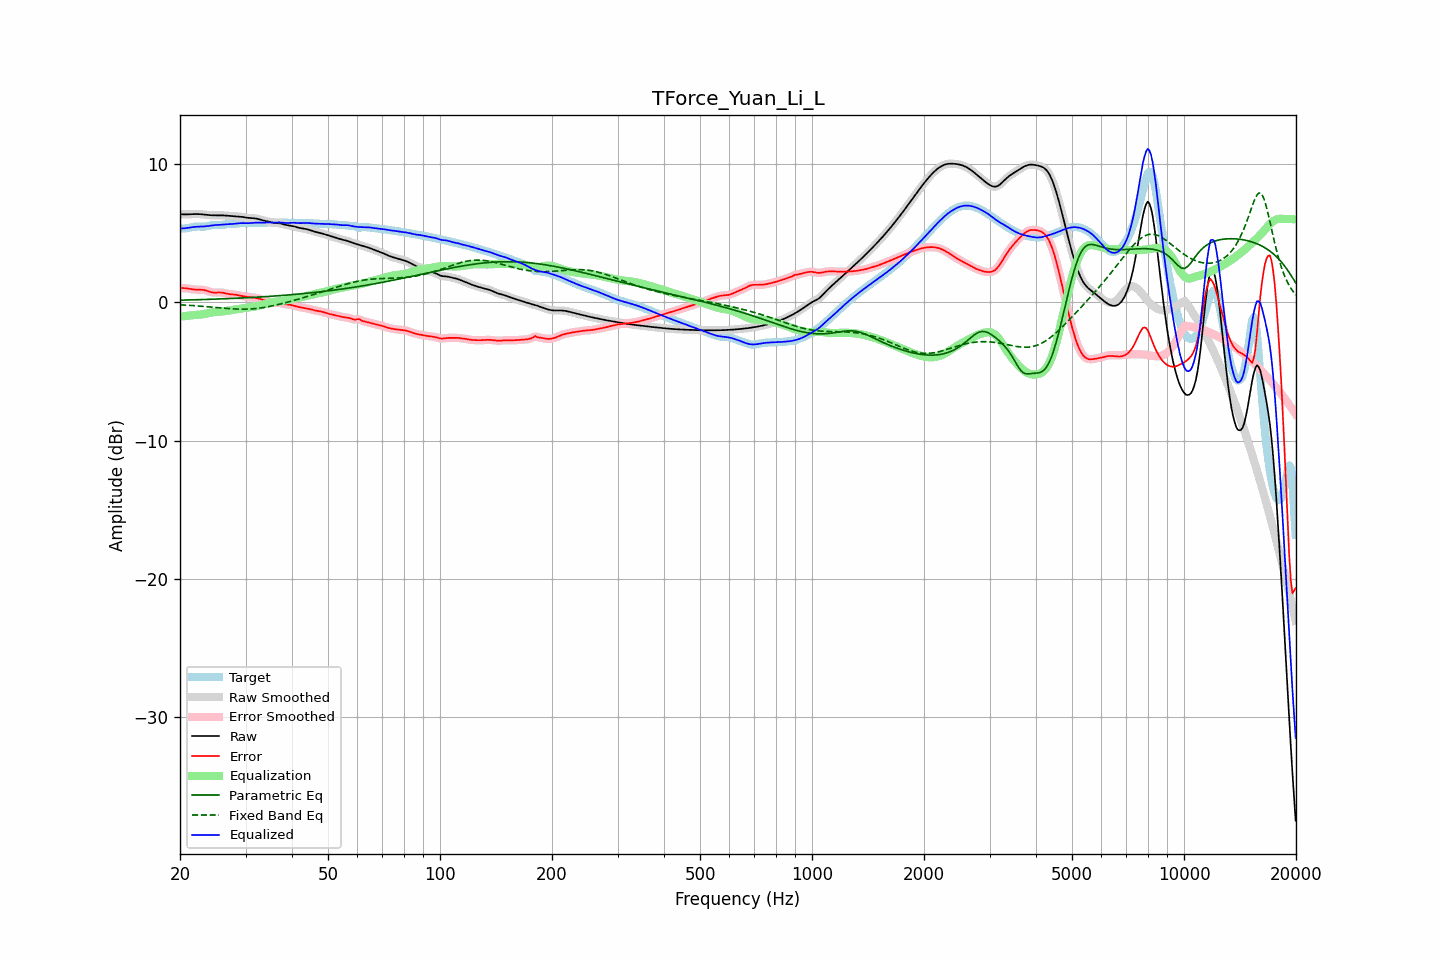 TForce_Yuan_Li_L
Amplitude (dBr)
10
0
−10
−20
−30
Target
Raw Smoothed
Error Smoothed
Raw
Error
Equalization
Parametric Eq
Fixed Band Eq
Equalized
20 50 100 200 500 1000 2000 5000 10000 20000
Frequency (Hz)